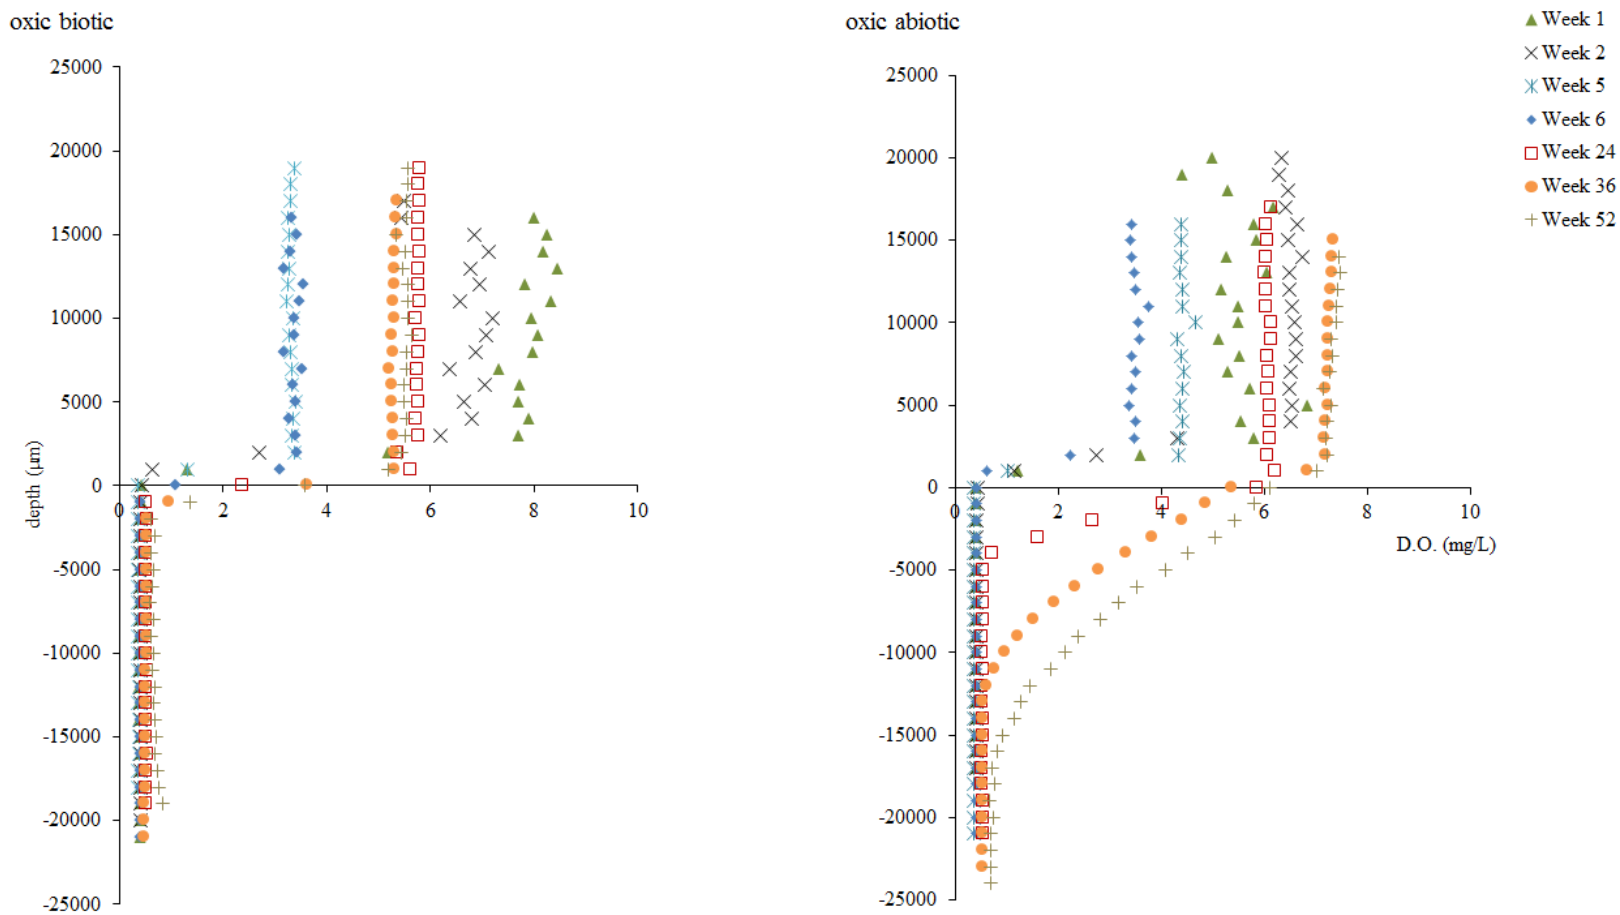 oxic biotic
25000
20000
15000
10000
5000
0
-5000
-10000
-15000
-20000
-25000
depth (µm)
0 2 4 6 8 10
oxic abiotic
25000
20000
15000
10000
5000
0
-5000
-10000
-15000
-20000
-25000
0 2 4 6 8 10
D.O. (mg/L)
Week 1
Week 2
Week 5
Week 6
Week 24
Week 36
Week 52